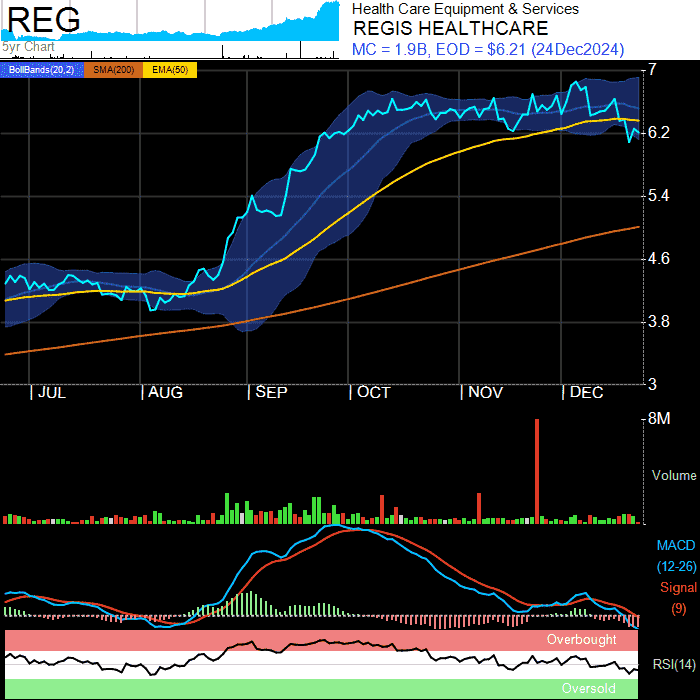 REG
5yr Chart
Health Care Equipment & Services
REGIS HEALTHCARE
MC = 1.9B, EOD = $6.21 (24Dec2024)
BollBands(20,2) SMA(200) EMA(50)
7
6.2
5.4
4.6
3.8
3
JUL AUG SEP OCT NOV DEC
8M
Volume
MACD
(12-26)
Signal
(9)
Overbought
RSI(14)
Oversold